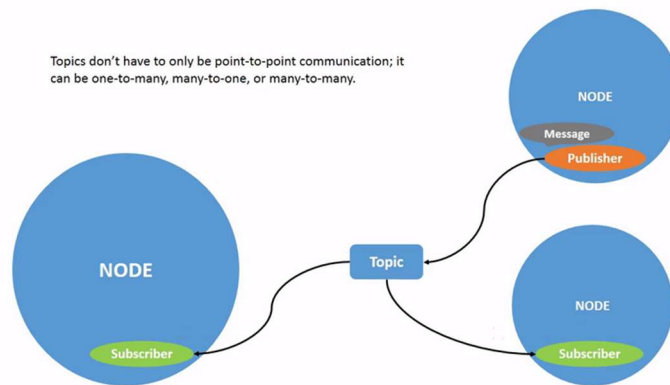 Topics don't have to only be point-to-point communication; it
can be one-to-many, many-to-one, or many-to-many.
NODE
Message
Publisher
NODE
Topic
NODE
Subscriber
Subscriber